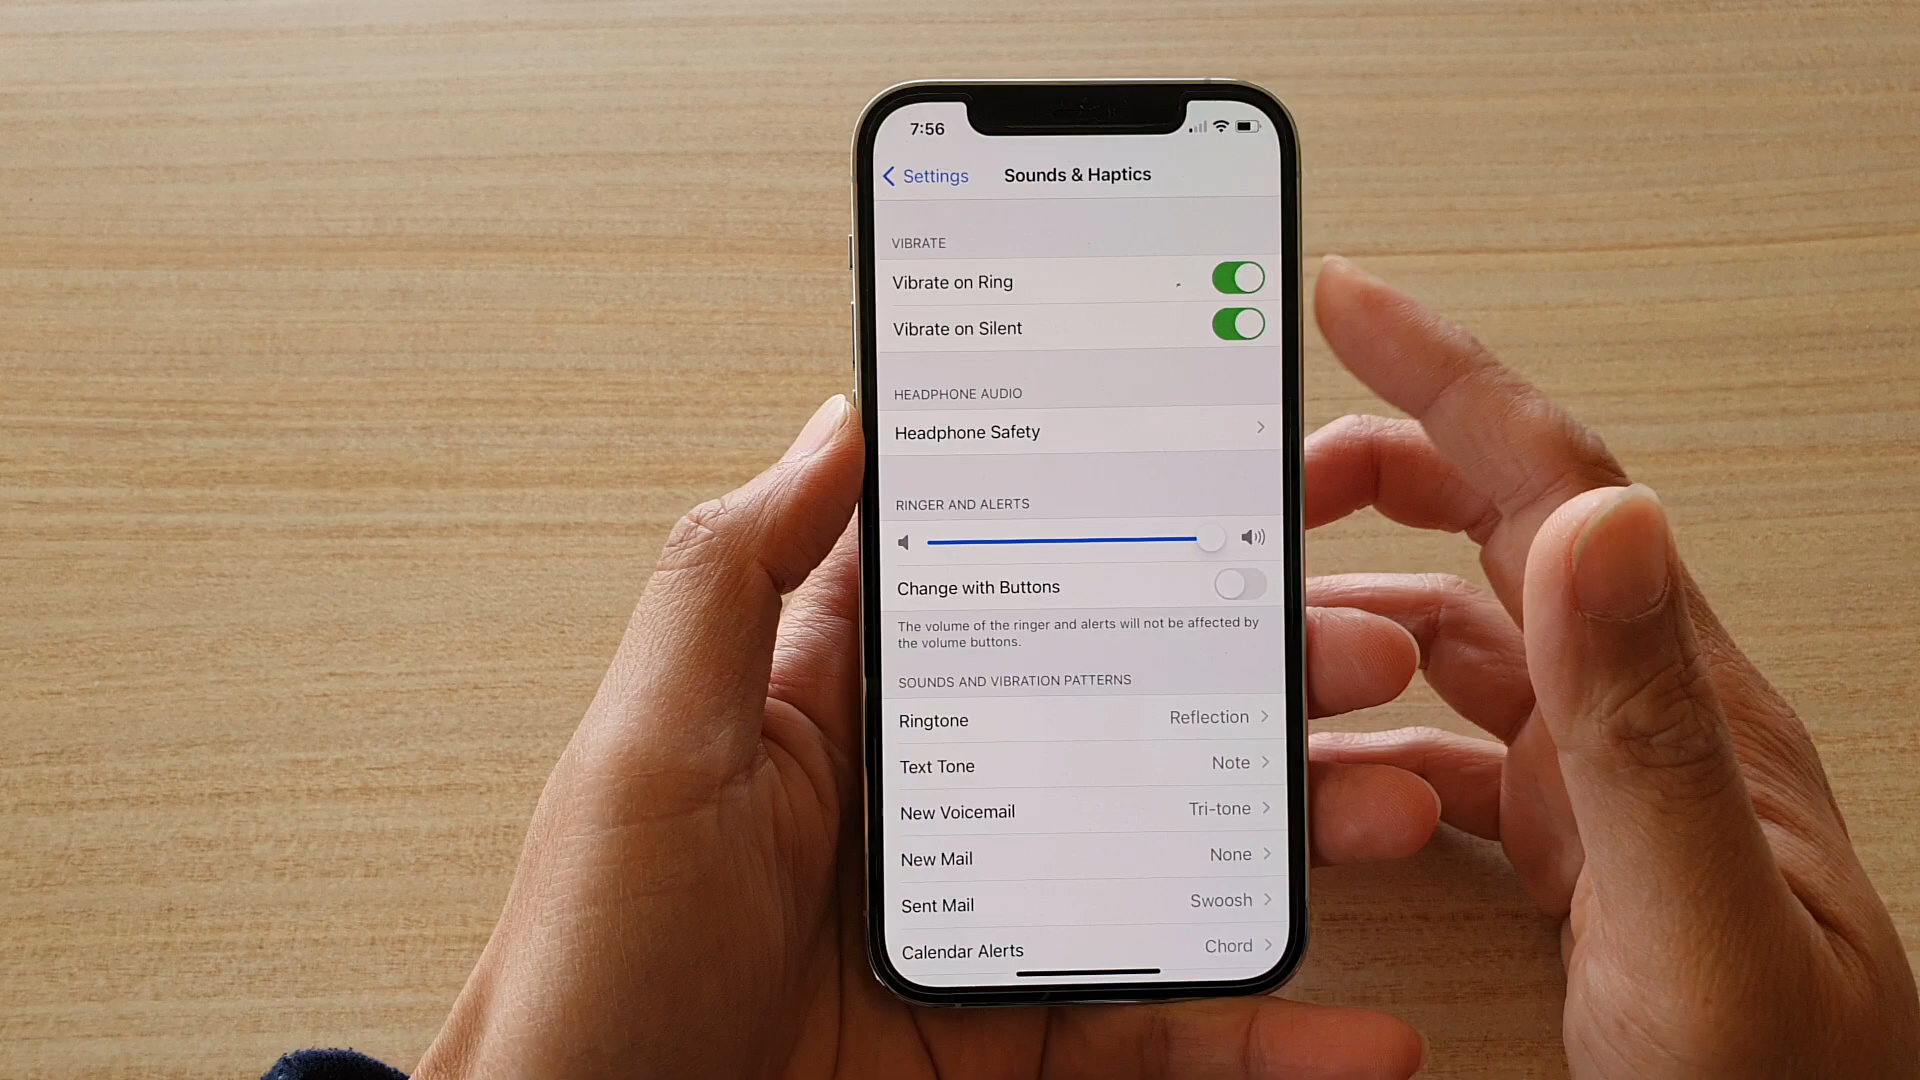 7:56
Settings
Sounds & Haptics
VIBRATE
Vibrate on Ring
Vibrate on Silent
HEADPHONE AUDIO
Headphone Safety
RINGER AND ALERTS
Change with Buttons
The volume of the ringer and alerts will not be affected by
the volume buttons.
SOUNDS AND VIBRATION PATTERNS
Ringtone Reflection
Text Tone Note
New Voicemail Tri-tone
New Mail None
Sent Mail Swoosh
Calendar Alerts Chord